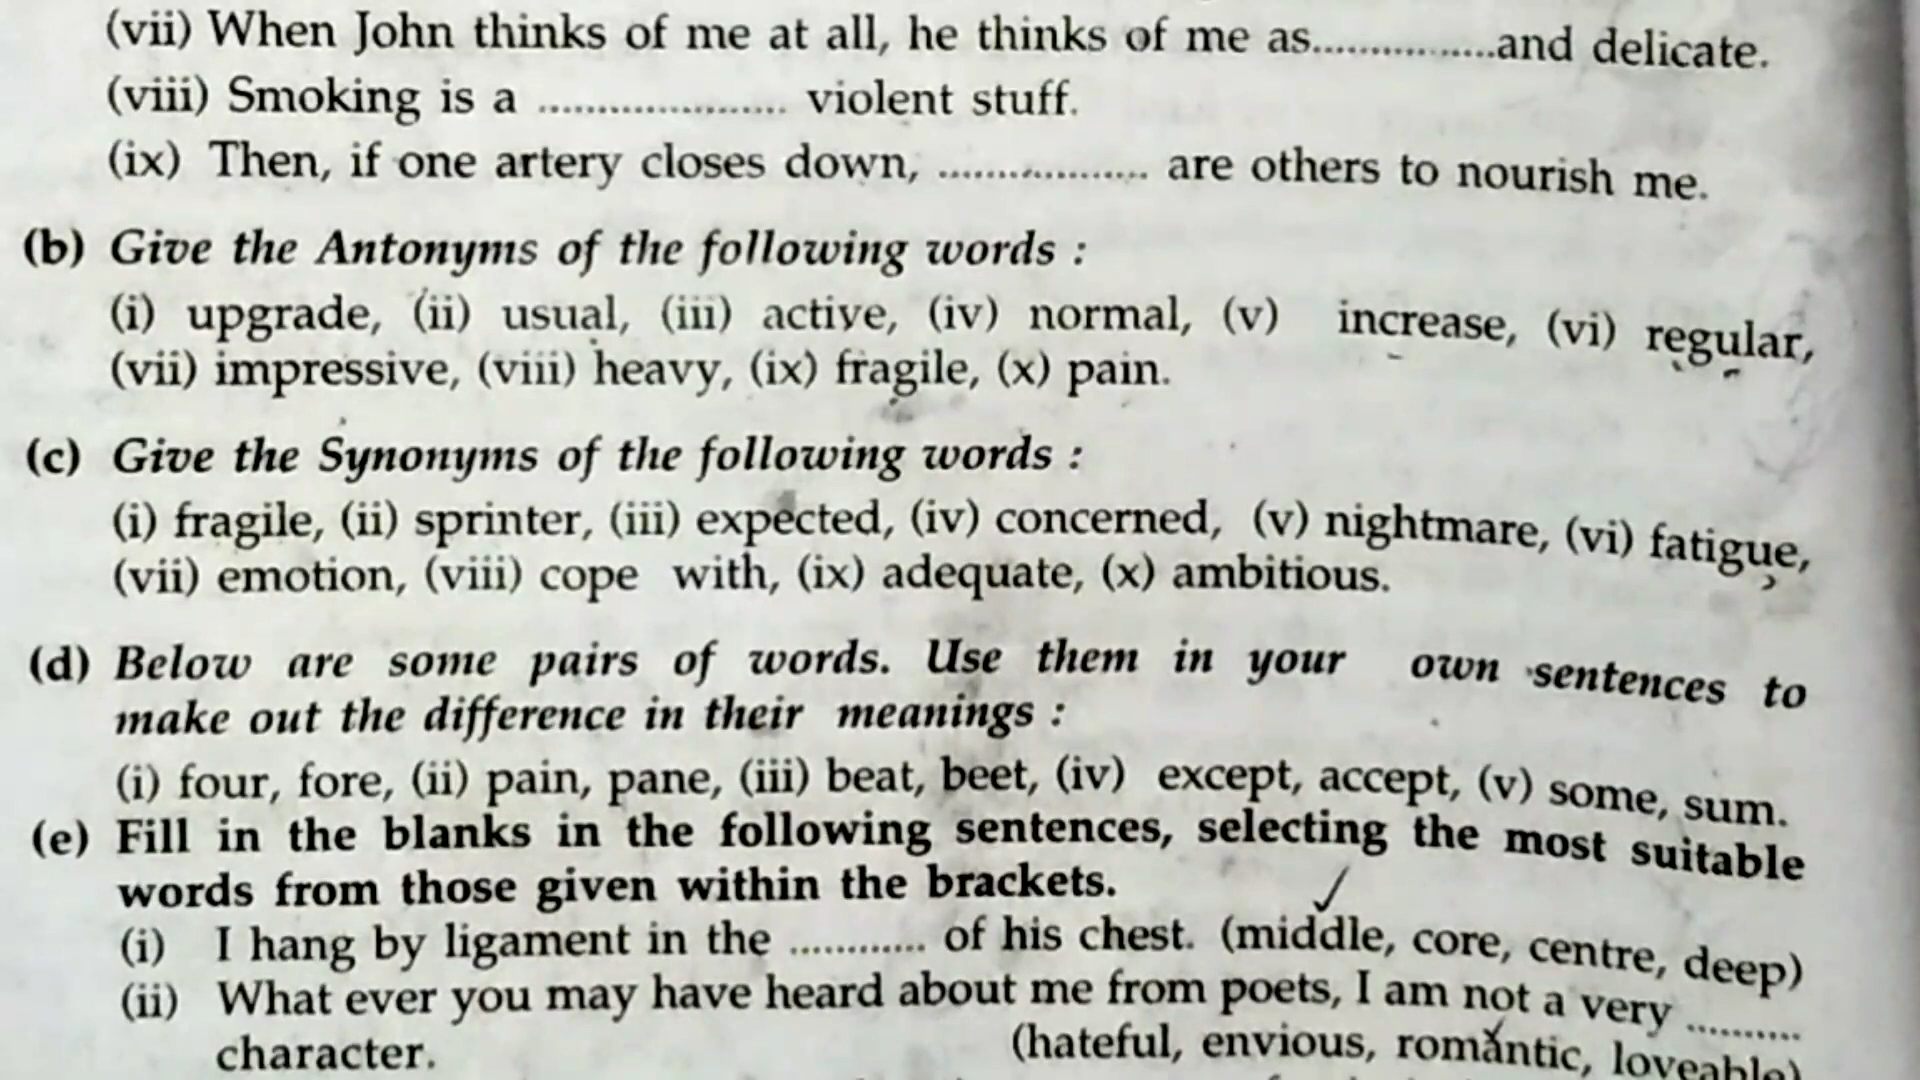 (vii) When John thinks of me at all, he thinks of me as................and delicate.
(viii) Smoking is a ...................... violent stuff.
(ix) Then, if one artery closes down, ................... are others to nourish me.
(b) Give the Antonyms of the following words :
(i) upgrade, (ii) usual, (iii) active, (iv) normal, (v) increase, (vi) regular,
(vii) impressive, (viii) heavy, (ix) fragile, (x) pain.
(c) Give the Synonyms of the following words :
(i) fragile, (ii) sprinter, (iii) expected, (iv) concerned, (v) nightmare, (vi) fatigue,
(vii) emotion, (viii) cope with, (ix) adequate, (x) ambitious.
(d) Below are some pairs of words. Use them in your own sentences to
make out the difference in their meanings :
(i) four, fore, (ii) pain, pane, (iii) beat, beet, (iv) except, accept, (v) some, sum.
(e) Fill in the blanks in the following sentences, selecting the most suitable
words from those given within the brackets.
(i) I hang by ligament in the ............ of his chest. (middle, core, centre, deep)
(ii) What ever you may have heard about me from poets, I am not a very ..........
character. (hateful, envious, romantic, loveable)